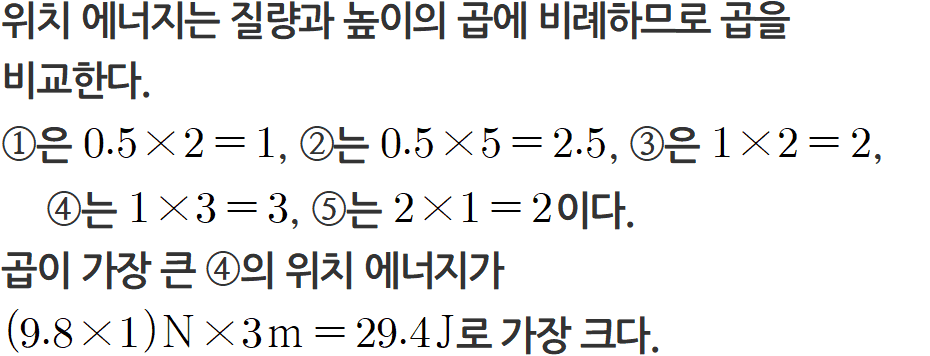 위치 에너지는 질량과 높이의 곱에 비례하므로 곱을
비교한다.
①은 0.5×2=1, ②는 0.5×5=2.5, ③은 1×2=2,
④는 1×3=3, ⑤는 2×1=2이다.
곱이 가장 큰 ④의 위치 에너지가
(9.8×1)N×3m=29.4J로 가장 크다.